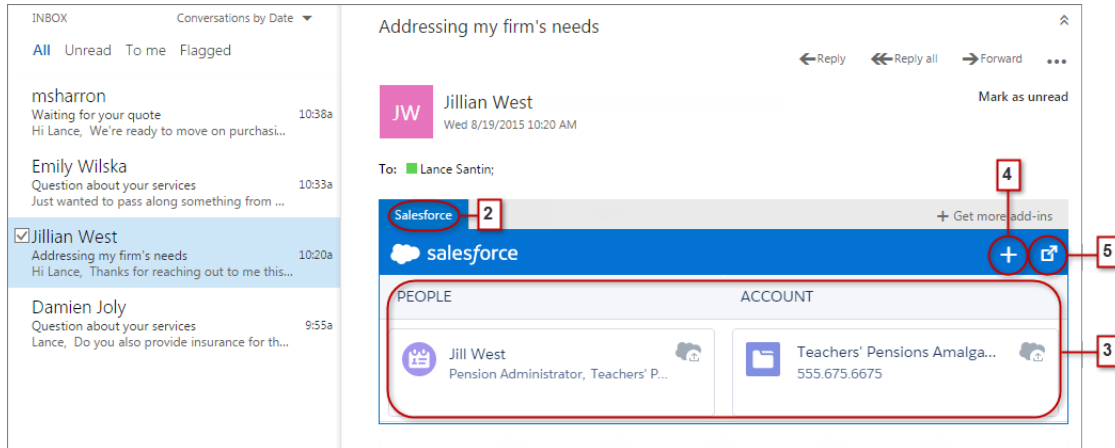 INBOX
Conversations by Date
All Unread To me Flagged
msharron
Waiting for your quote 10:38a
Hi Lance, We're ready to move on purchasi...
Emily Wilska
Question about your services 10:33a
Just wanted to pass along something from ...
Jillian West
Addressing my firm's needs 10:20a
Hi Lance, Thanks for reaching out to me this...
Damien Joly
Question about your services 9:55a
Lance, Do you also provide insurance for th...
Addressing my firm's needs
Reply Reply all Forward ...
JW
Jillian West
Mark as unread
Wed 8/19/2015 10:20 AM
To: Lance Santin;
4
Salesforce 2 + Get more add-ins
salesforce
5
PEOPLE ACCOUNT
Jill West
Pension Administrator, Teachers' P...
Teachers' Pensions Amalga...
555.675.6675
3